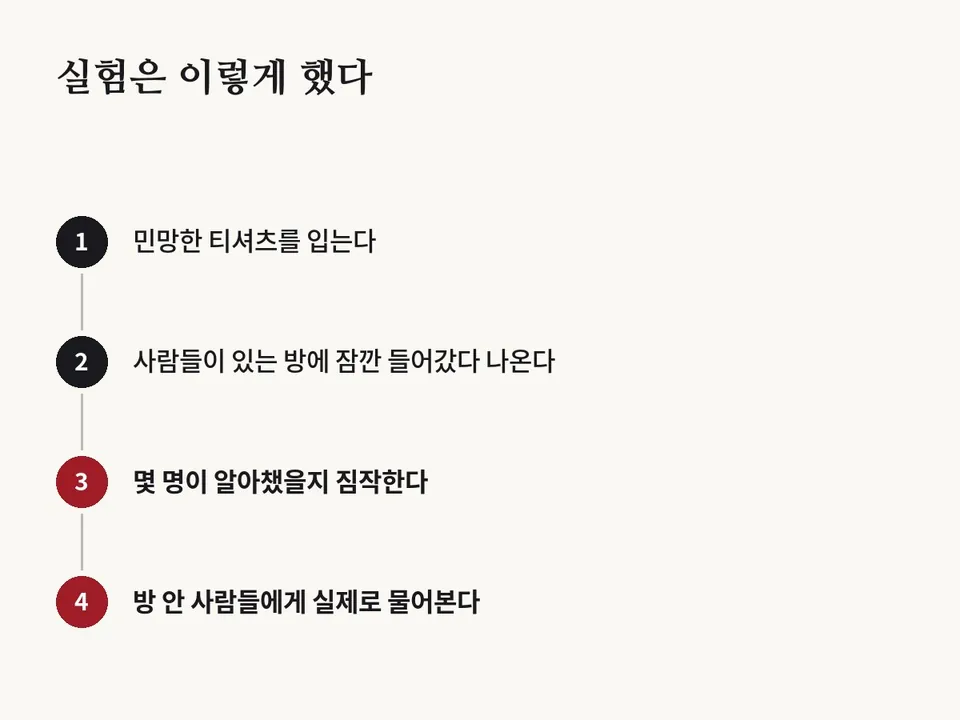 실험은 이렇게 했다
1 민망한 티셔츠를 입는다
2 사람들이 있는 방에 잠깐 들어갔다 나온다
3 몇 명이 알아챘을지 짐작한다
4 방 안 사람들에게 실제로 물어본다